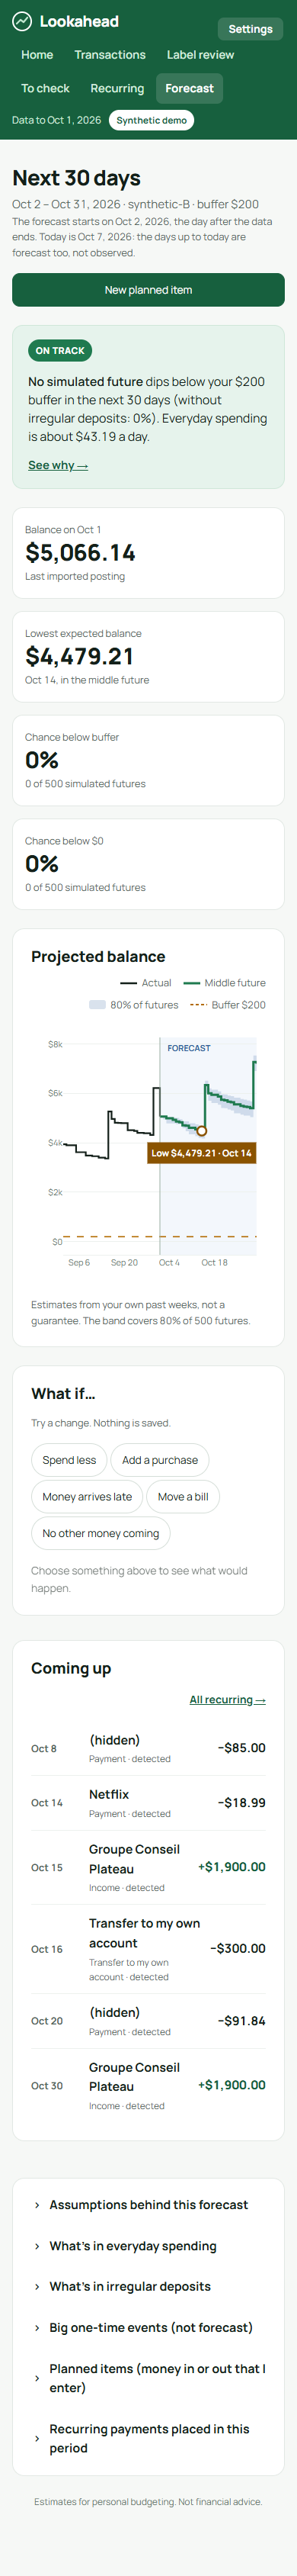 Lookahead
Settings
Home Transactions Label review
To check Recurring Forecast
Data to Oct 1, 2026 Synthetic demo
Next 30 days
Oct 2 – Oct 31, 2026 · synthetic-B · buffer $200
The forecast starts on Oct 2, 2026, the day after the data
ends. Today is Oct 7, 2026: the days up to today are
forecast too, not observed.
New planned item
ON TRACK
No simulated future dips below your $200
buffer in the next 30 days (without
irregular deposits: 0%). Everyday spending
is about $43.19 a day.
See why →
Balance on Oct 1
$5,066.14
Last imported posting
Lowest expected balance
$4,479.21
Oct 14, in the middle future
Chance below buffer
0%
0 of 500 simulated futures
Chance below $0
0%
0 of 500 simulated futures
Projected balance
Actual Middle future
80% of futures Buffer $200
$8k
FORECAST
$6k
$4k
Low $4,479.21 · Oct 14
$2k
$0
Sep 6 Sep 20 Oct 4 Oct 18
Estimates from your own past weeks, not a
guarantee. The band covers 80% of 500 futures.
What if…
Try a change. Nothing is saved.
Spend less Add a purchase
Money arrives late Move a bill
No other money coming
Choose something above to see what would
happen.
Coming up
All recurring →
Oct 8 (hidden) −$85.00
Payment · detected
Oct 14 Netflix −$18.99
Payment · detected
Oct 15 Groupe Conseil
Plateau +$1,900.00
Income · detected
Oct 16 Transfer to my own
account −$300.00
Transfer to my own
account · detected
Oct 20 (hidden) −$91.84
Payment · detected
Oct 30 Groupe Conseil
Plateau +$1,900.00
Income · detected
› Assumptions behind this forecast
› What's in everyday spending
› What's in irregular deposits
› Big one-time events (not forecast)
› Planned items (money in or out that I
enter)
› Recurring payments placed in this
period
Estimates for personal budgeting. Not financial advice.